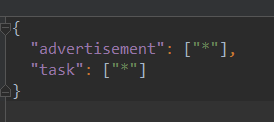 {
  "advertisement": ["*"],
  "task": ["*"]
}